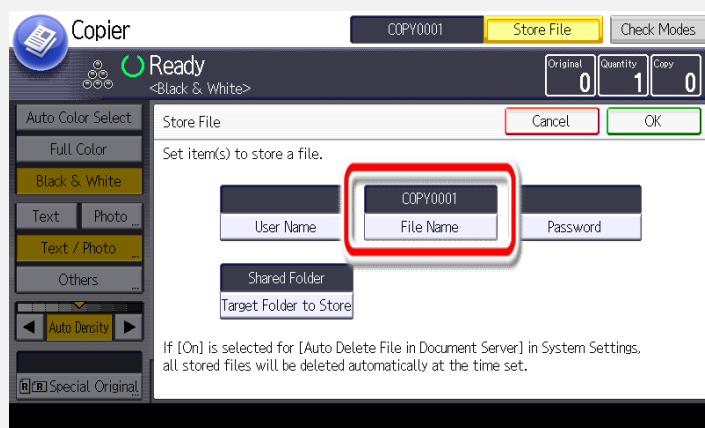 Copier
COPY0001
Store File
Check Modes
Ready
<Black & White>
Original
0
Quantity
1
Copy
0
Auto Color Select
Full Color
Black & White
Text
Photo
Text / Photo
Others
Auto Density
R R Special Original
Store File
Cancel
OK
Set item(s) to store a file.
User Name
COPY0001
File Name
Password
Shared Folder
Target Folder to Store
If [On] is selected for [Auto Delete File in Document Server] in System Settings,
all stored files will be deleted automatically at the time set.